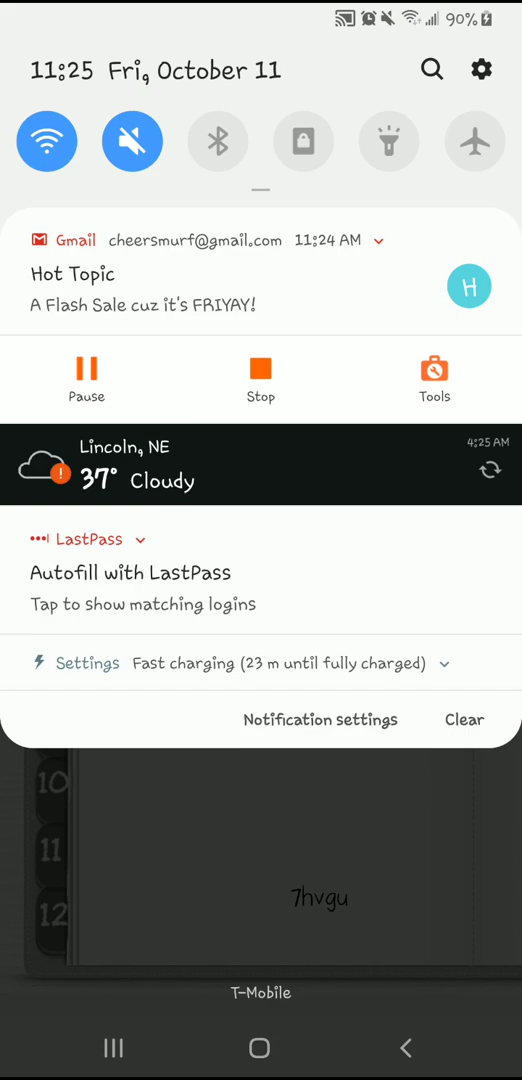 90%
11:25 Fri, October 11
Gmail cheersmurf@gmail.com 11:24 AM
Hot Topic
H
A Flash Sale cuz it's FRIYAY!
Pause Stop Tools
Lincoln, NE 4:25 AM
37° Cloudy
LastPass
Autofill with LastPass
Tap to show matching logins
Settings Fast charging (23 m until fully charged)
Notification settings Clear
10
11
12
7hvgu
T-Mobile